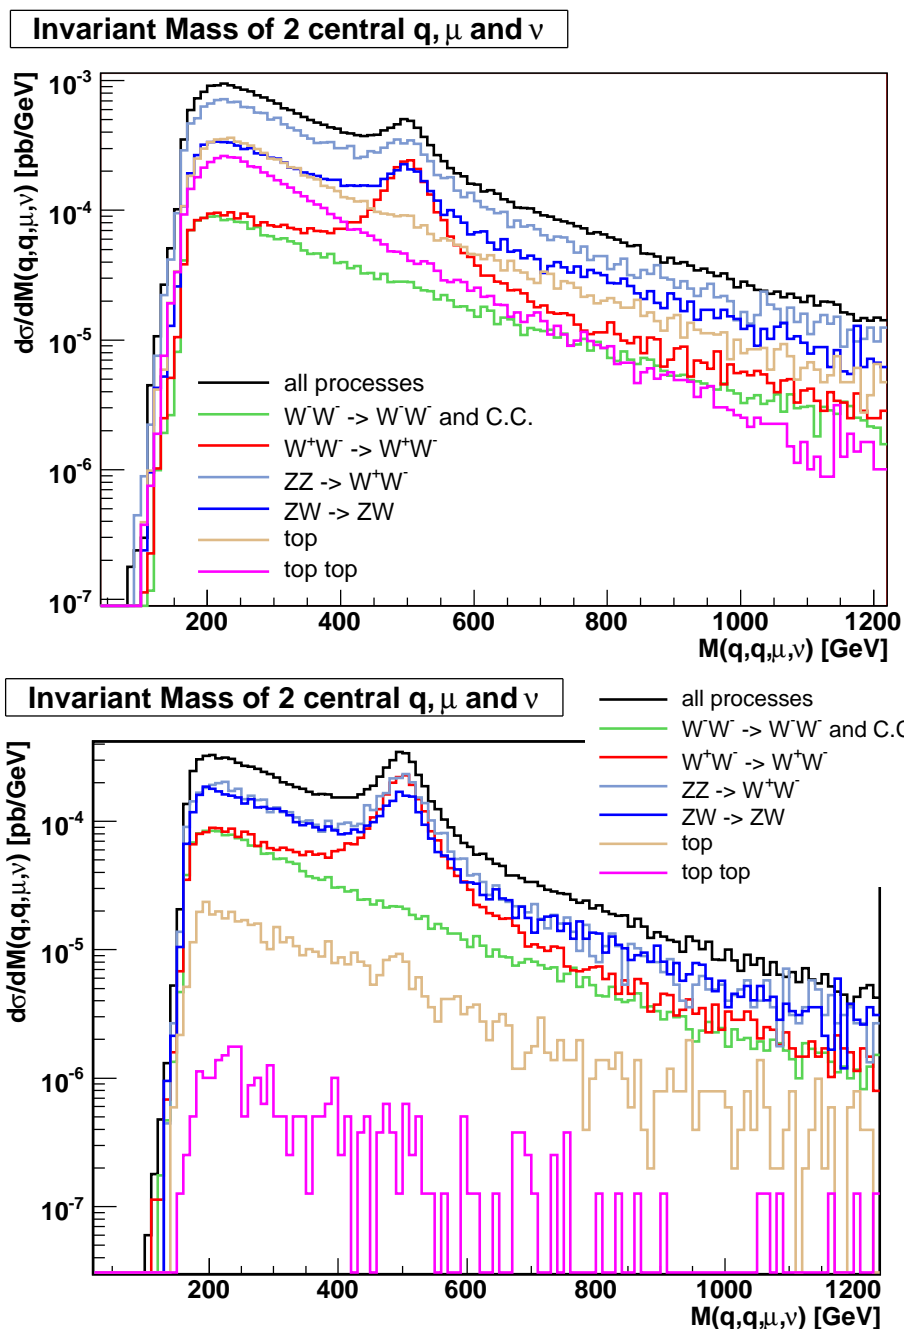 Invariant Mass of 2 central q, μ and ν
dσ/dM(q,q,μ,ν) [pb/GeV]
10⁻³
10⁻⁴
10⁻⁵
10⁻⁶
10⁻⁷
all processes
W⁻W⁻ -> W⁻W⁻ and C.C.
W⁺W⁻ -> W⁺W⁻
ZZ -> W⁺W⁻
ZW -> ZW
top
top top
200 400 600 800 1000 1200
M(q,q,μ,ν) [GeV]
Invariant Mass of 2 central q, μ and ν
all processes
W⁻W⁻ -> W⁻W⁻ and C.C
W⁺W⁻ -> W⁺W⁻
ZZ -> W⁺W⁻
ZW -> ZW
top
top top
dσ/dM(q,q,μ,ν) [pb/GeV]
10⁻⁴
10⁻⁵
10⁻⁶
10⁻⁷
200 400 600 800 1000 1200
M(q,q,μ,ν) [GeV]